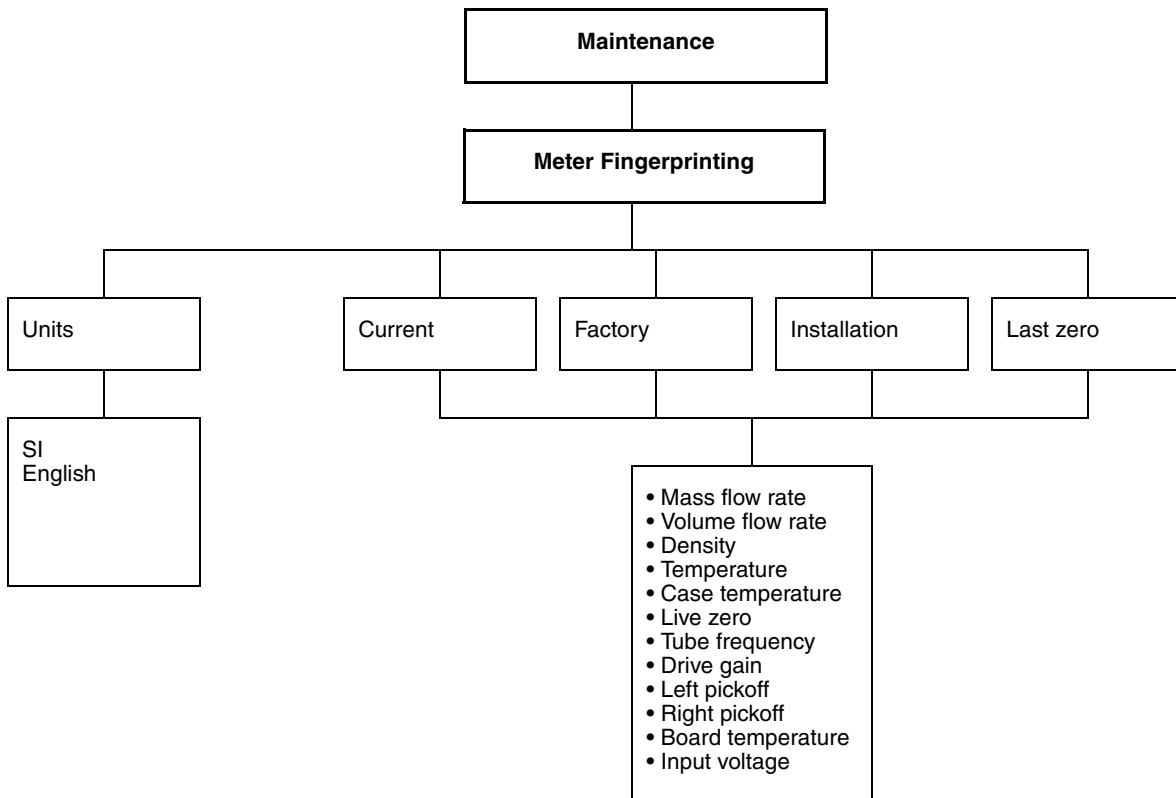 Maintenance
Meter Fingerprinting
Units
Current
Factory
Installation
Last zero
SI
English
• Mass flow rate
• Volume flow rate
• Density
• Temperature
• Case temperature
• Live zero
• Tube frequency
• Drive gain
• Left pickoff
• Right pickoff
• Board temperature
• Input voltage